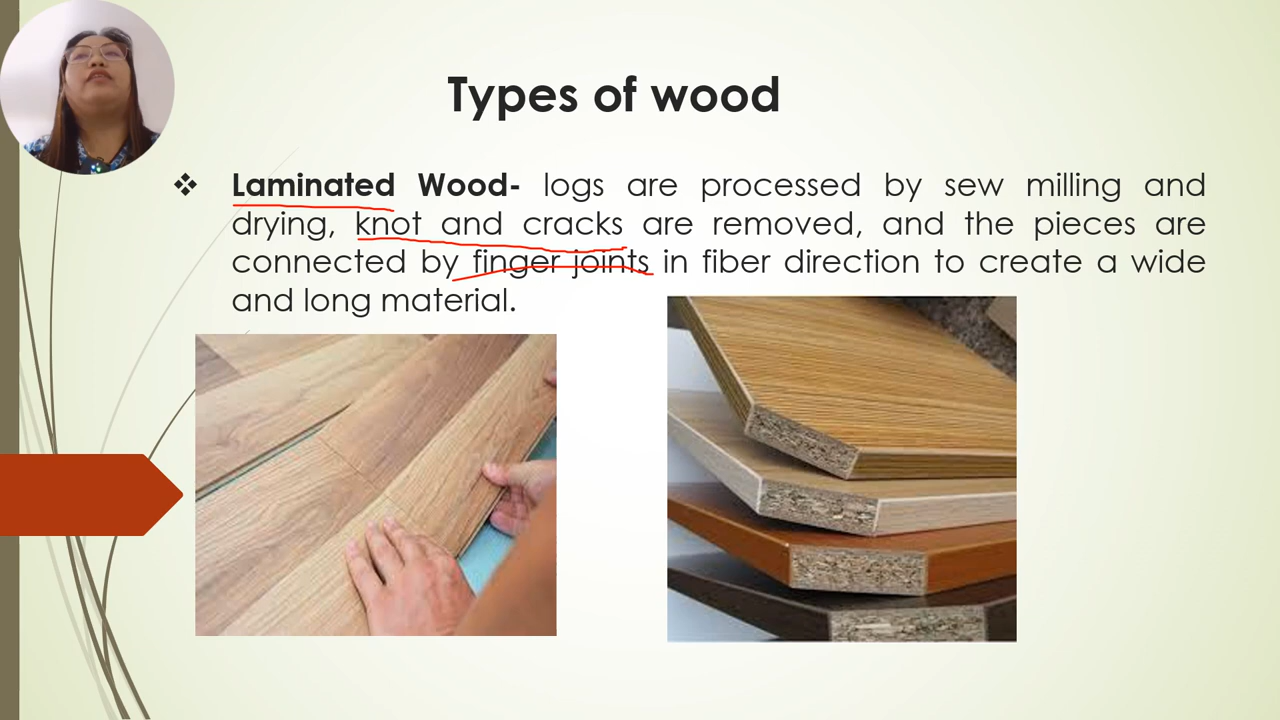 Types of wood
Laminated Wood- logs are processed by sew milling and
drying, knot and cracks are removed, and the pieces are
connected by finger joints in fiber direction to create a wide
and long material.